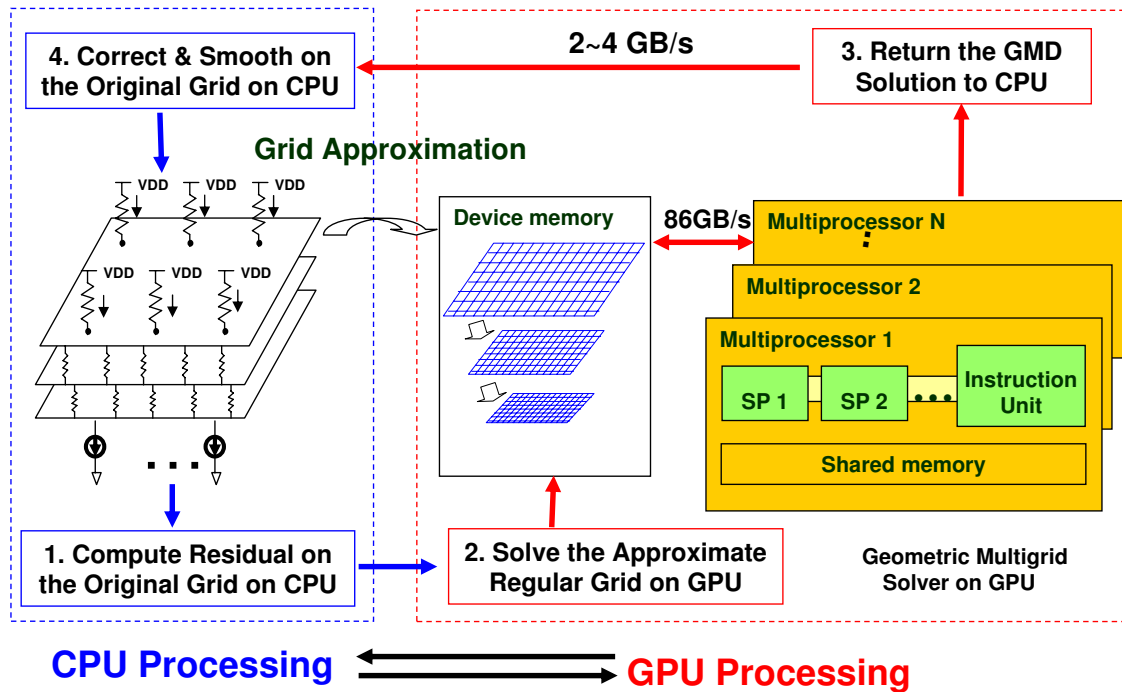 4. Correct & Smooth on
the Original Grid on CPU
2~4 GB/s
3. Return the GMD
Solution to CPU
Grid Approximation
VDD
VDD
VDD
VDD
VDD
VDD
Device memory
86GB/s
Multiprocessor N
Multiprocessor 2
Multiprocessor 1
SP 1
SP 2
Instruction
Unit
Shared memory
1. Compute Residual on
the Original Grid on CPU
2. Solve the Approximate
Regular Grid on GPU
Geometric Multigrid
Solver on GPU
CPU Processing
GPU Processing